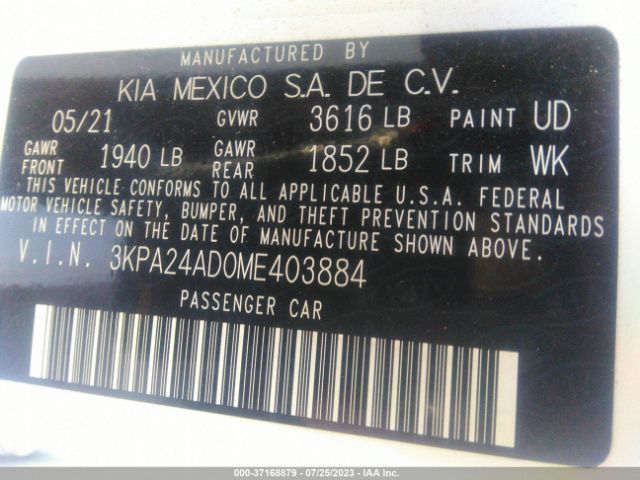 MANUFACTURED BY
KIA MEXICO S.A. DE C.V.
05/21 GVWR 3616 LB PAINT UD
GAWR FRONT 1940 LB GAWR REAR 1852 LB TRIM WK
THIS VEHICLE CONFORMS TO ALL APPLICABLE U.S.A. FEDERAL
MOTOR VEHICLE SAFETY, BUMPER, AND THEFT PREVENTION STANDARDS
IN EFFECT ON THE DATE OF MANUFACTURE SHOWN ABOVE.
V.I.N. 3KPA24AD0ME403884
PASSENGER CAR
000-37168879 - 07/25/2023 - IAA Inc.